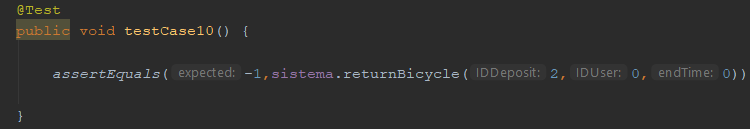 @Test
public void testCase10() {
assertEquals( expected: -1,sistema.returnBicycle( IDDeposit: 2, IDUser: 0, endTime: 0))
}